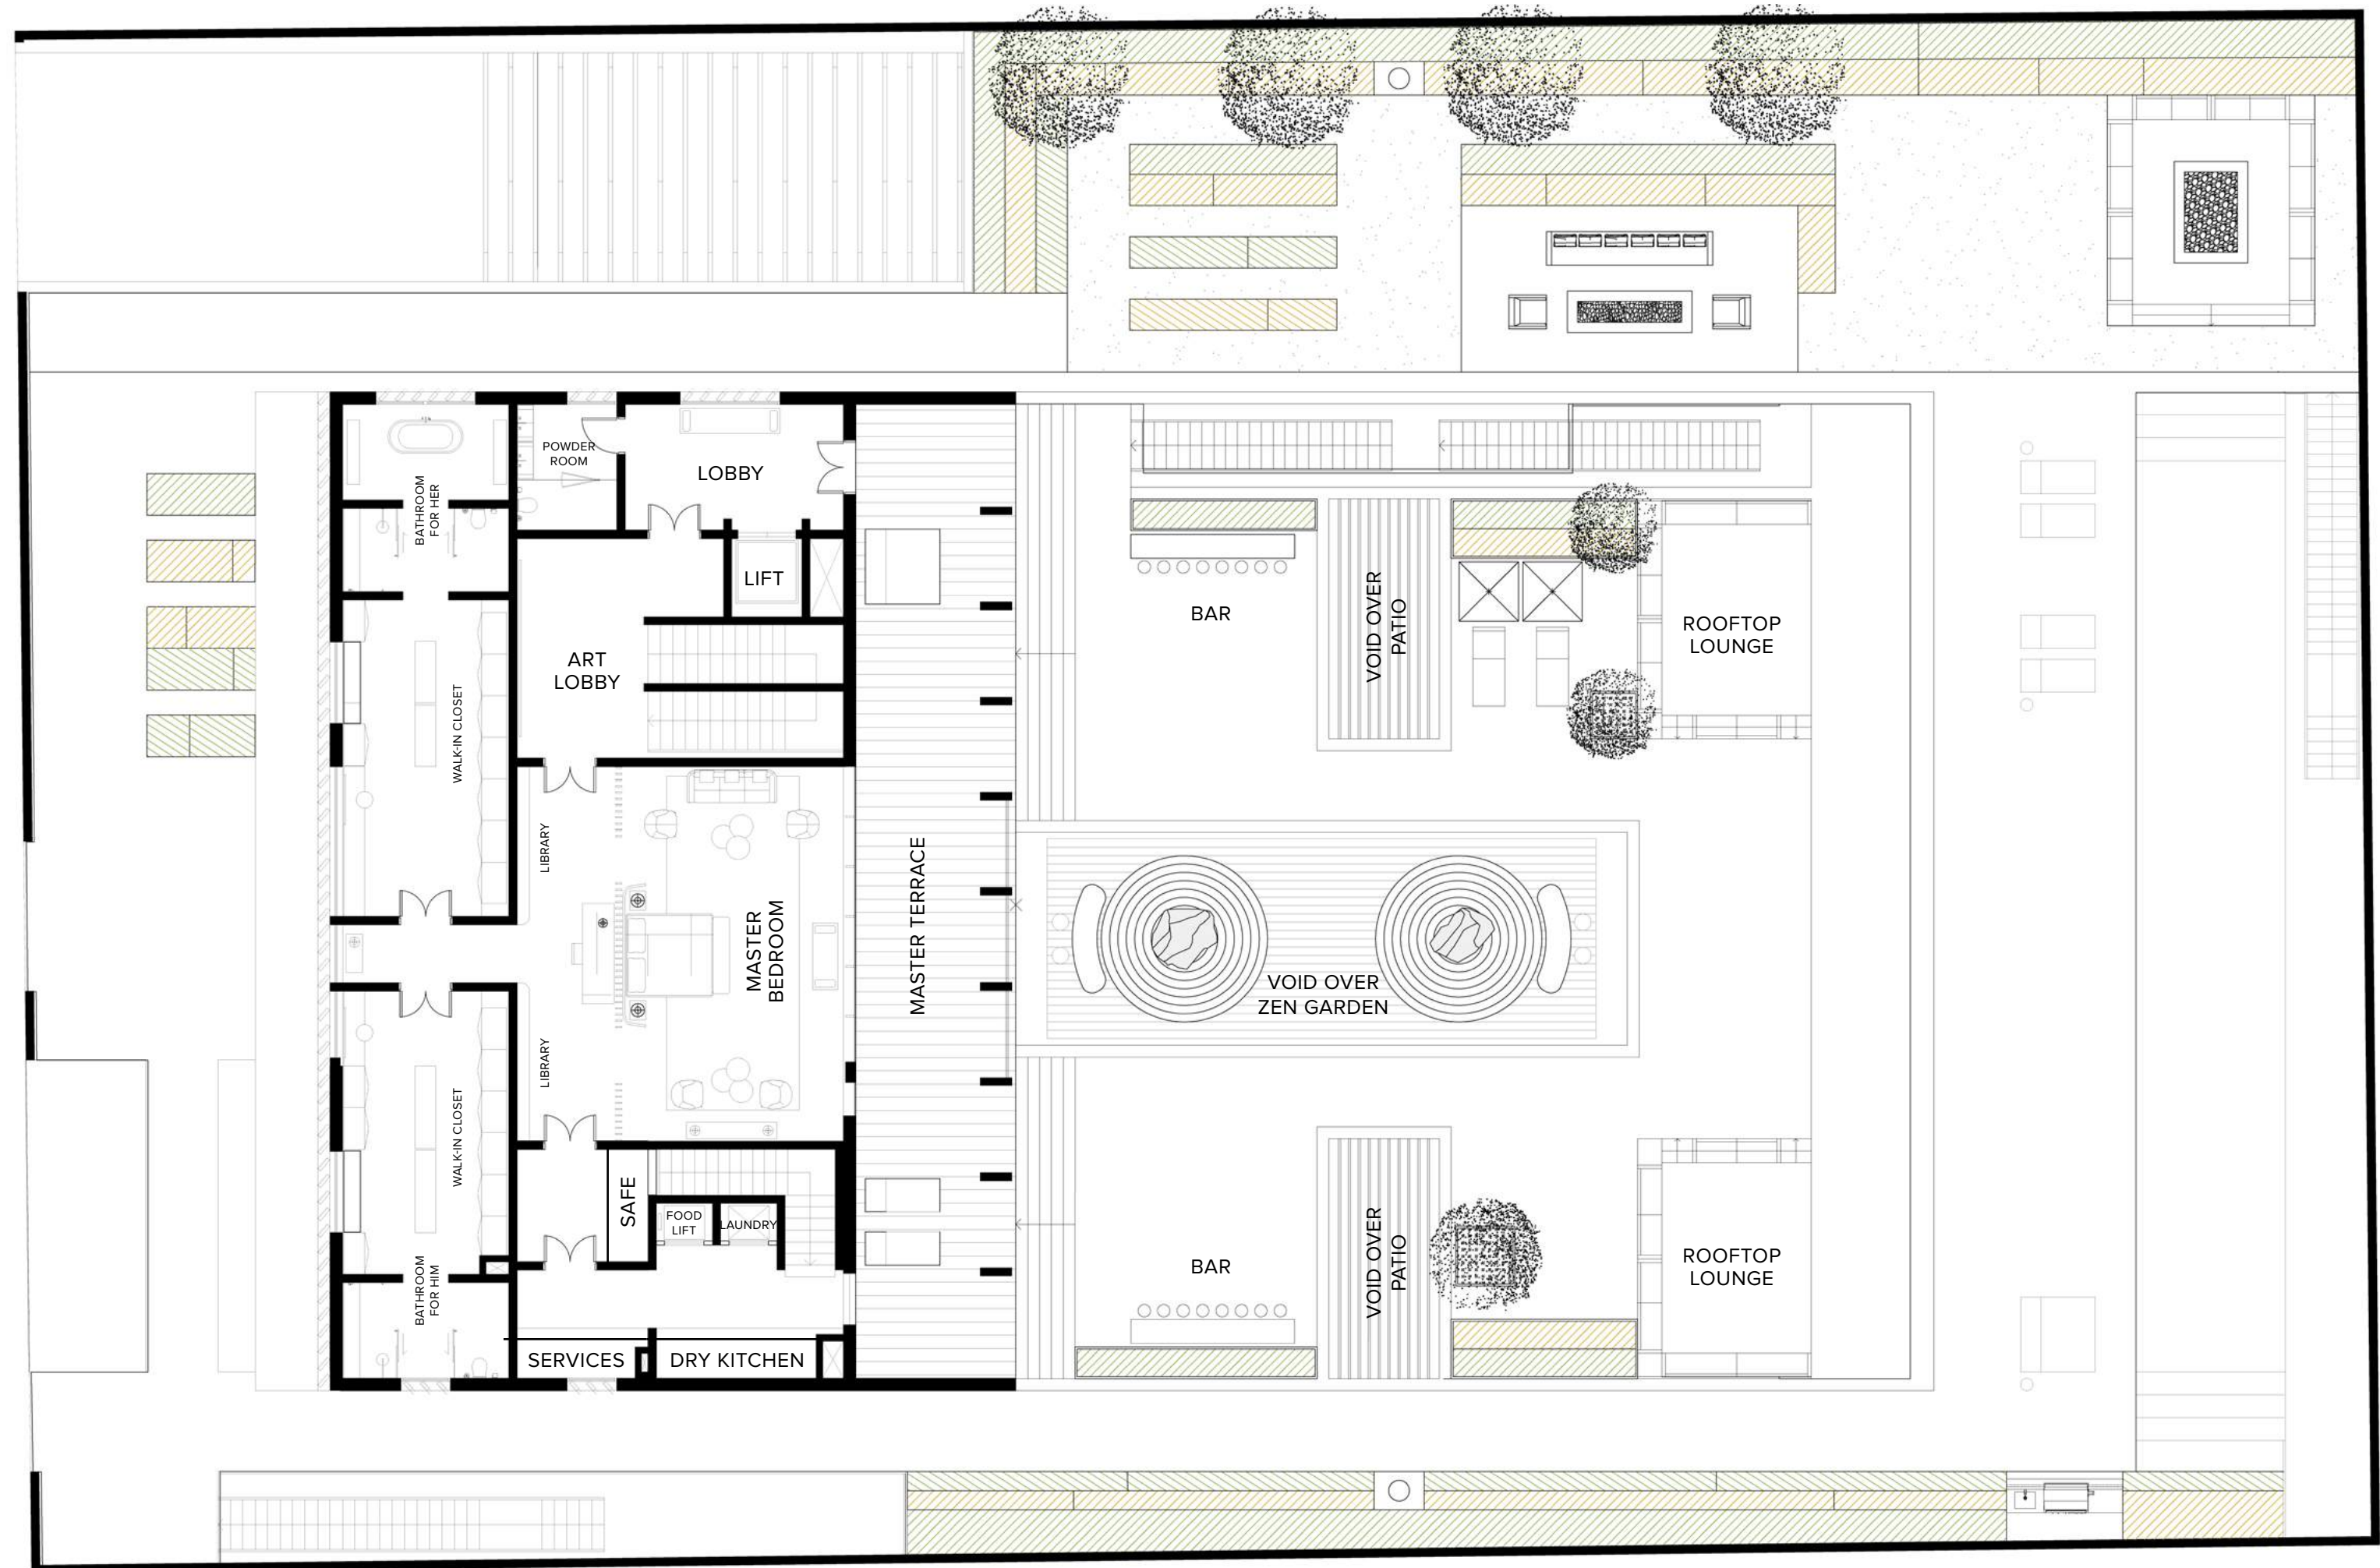 POWDER
ROOM
LOBBY
BATHROOM
FOR HER
LIFT
BAR
VOID OVER
PATIO
ROOFTOP
LOUNGE
ART
LOBBY
WALK-IN CLOSET
LIBRARY
MASTER
BEDROOM
MASTER TERRACE
VOID OVER
ZEN GARDEN
LIBRARY
WALK-IN CLOSET
SAFE
FOOD
LIFT
LAUNDRY
BATHROOM
FOR HIM
BAR
VOID OVER
PATIO
ROOFTOP
LOUNGE
SERVICES
DRY KITCHEN